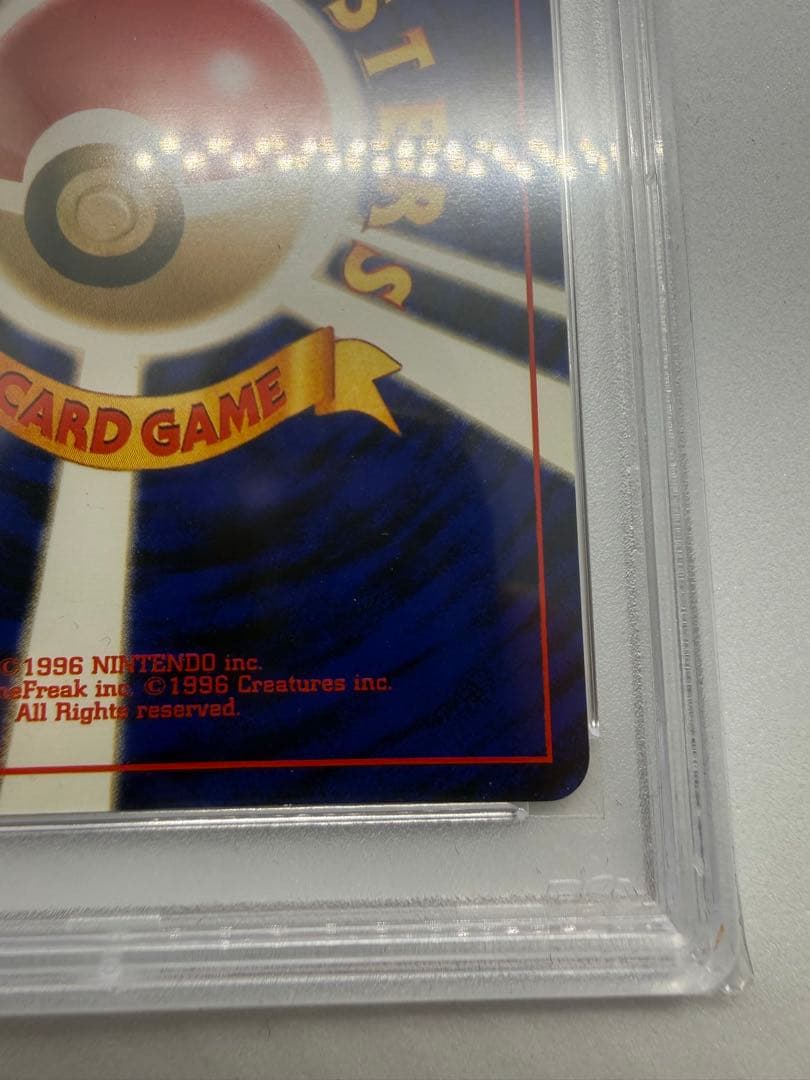 STERS
CARD GAME
©1996 NINTENDO inc.
eFreak inc. ©1996 Creatures inc.
All Rights reserved.